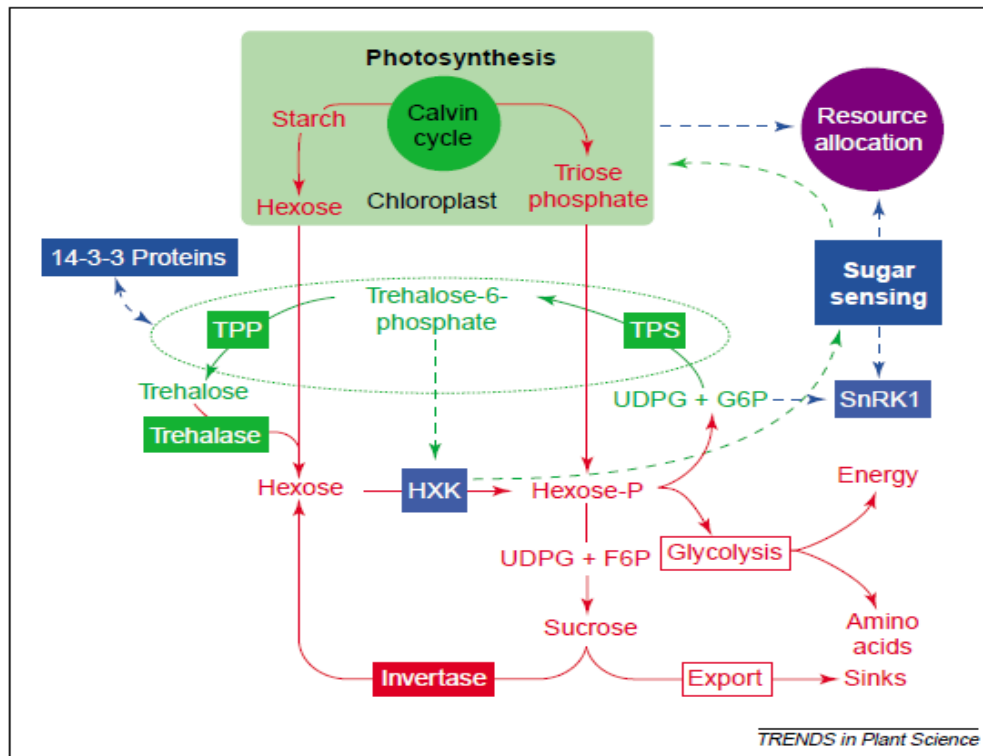 Photosynthesis
Calvin
cycle
Starch
Hexose
Chloroplast
Triose
phosphate
Resource
allocation
14-3-3 Proteins
Sugar
sensing
Trehalose-6-
phosphate
TPP
TPS
Trehalose
UDPG + G6P
SnRK1
Trehalase
Hexose
HXK
Hexose-P
Energy
UDPG + F6P
Glycolysis
Sucrose
Amino
acids
Invertase
Export
Sinks
TRENDS in Plant Science